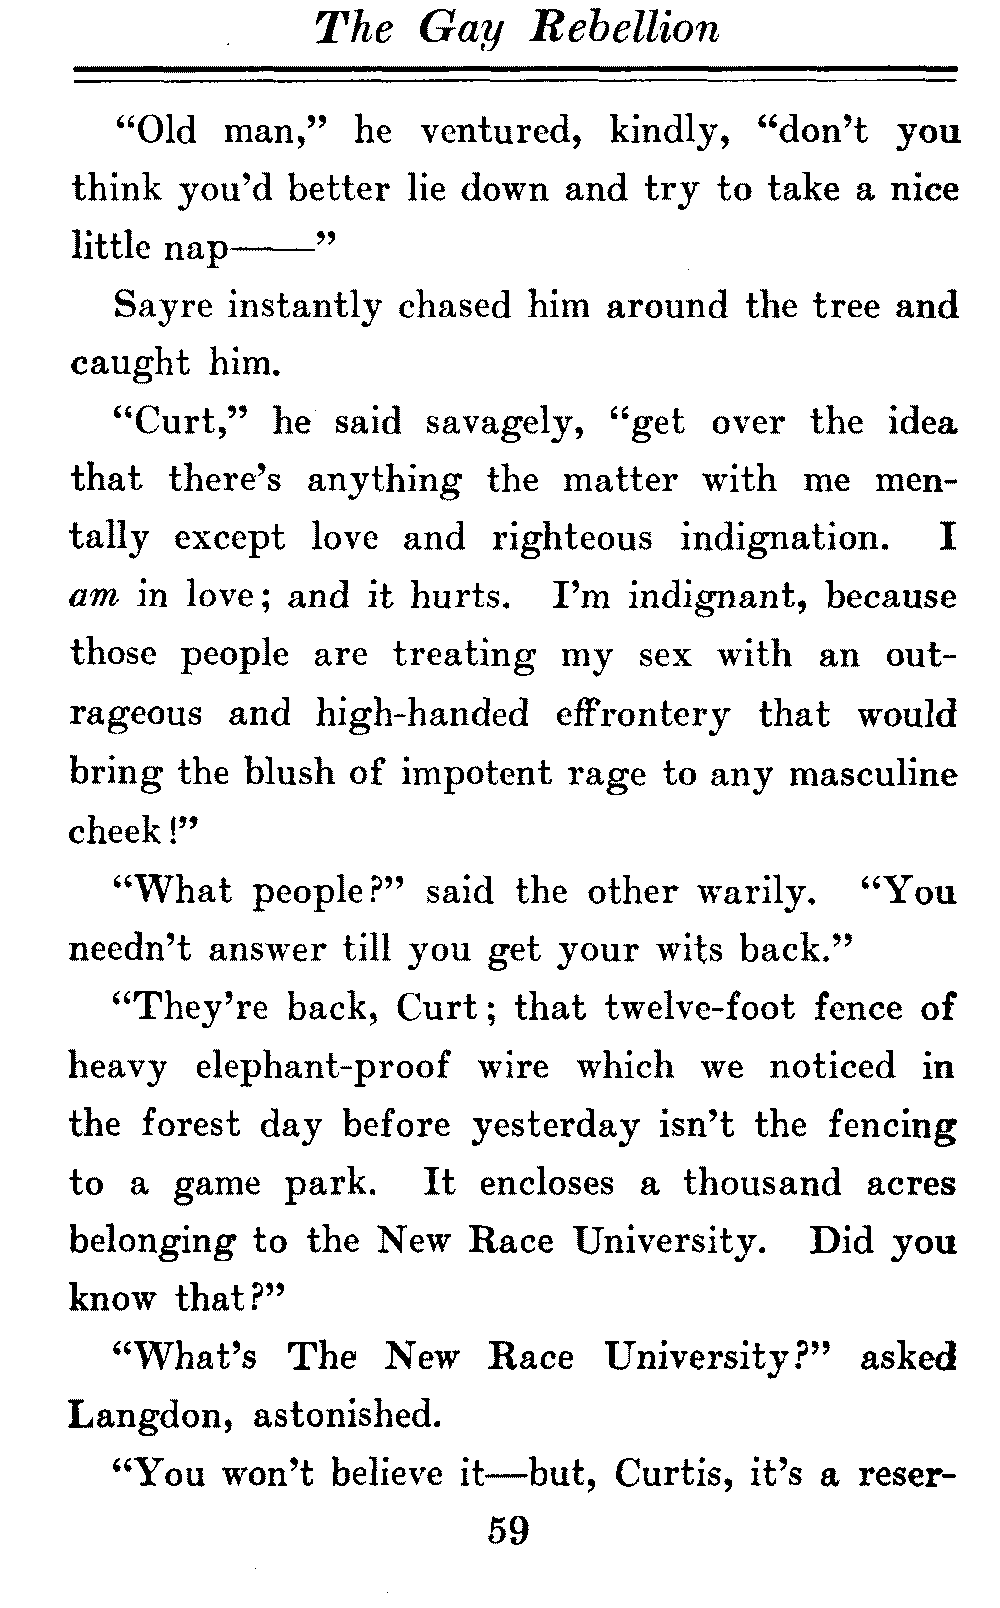 The Gay Rebellion
“Old man,” he ventured, kindly, “don’t you
think you’d better lie down and try to take a nice
little nap——”
Sayre instantly chased him around the tree and
caught him.
“Curt,” he said savagely, “get over the idea
that there’s anything the matter with me men-
tally except love and righteous indignation. I
am in love; and it hurts. I’m indignant, because
those people are treating my sex with an out-
rageous and high-handed effrontery that would
bring the blush of impotent rage to any masculine
cheek!”
“What people?” said the other warily. “You
needn’t answer till you get your wits back.”
“They’re back, Curt; that twelve-foot fence of
heavy elephant-proof wire which we noticed in
the forest day before yesterday isn’t the fencing
to a game park. It encloses a thousand acres
belonging to the New Race University. Did you
know that?”
“What’s The New Race University?” asked
Langdon, astonished.
“You won’t believe it—but, Curtis, it’s a reser-
59